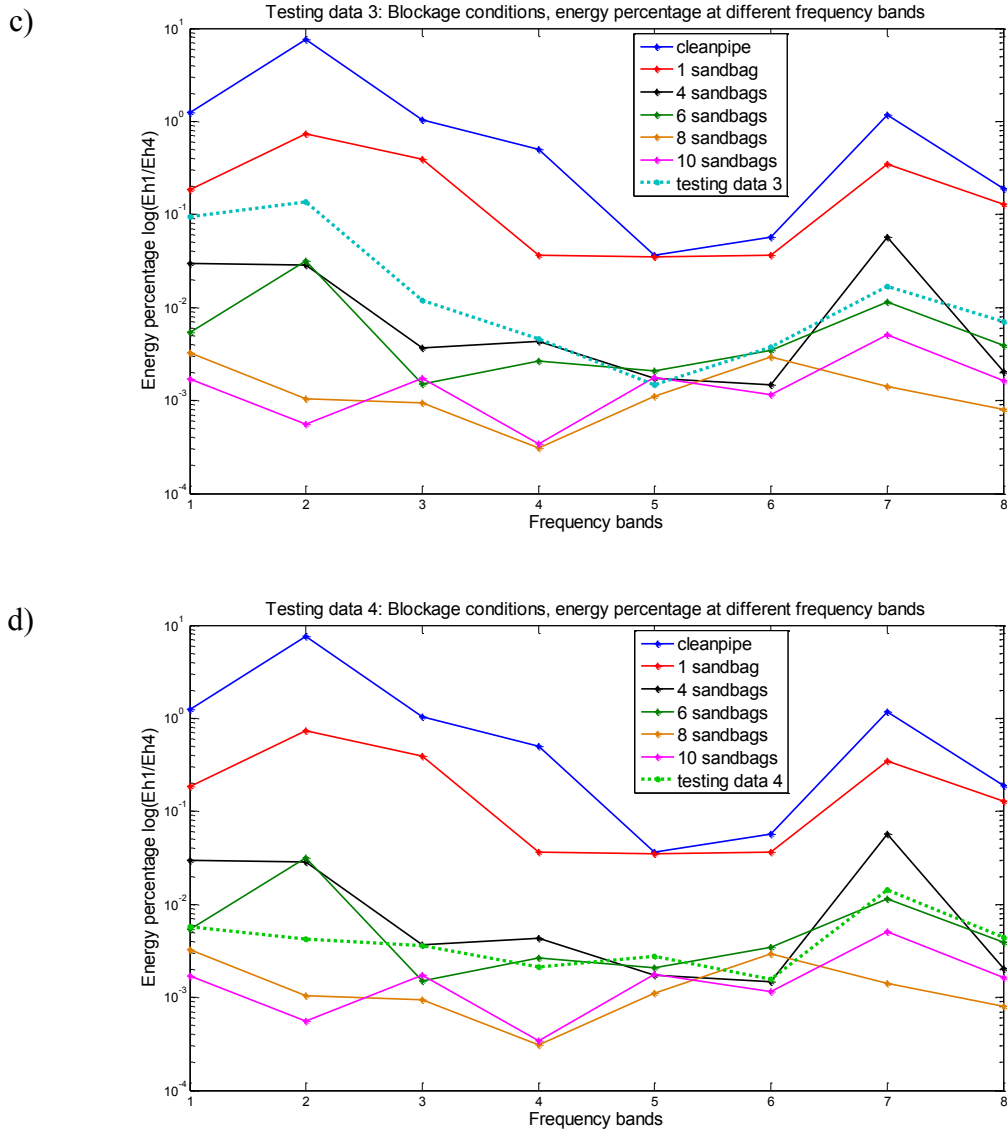 c)
Testing data 3: Blockage conditions, energy percentage at different frequency bands
10^1
10^0
10^-1
10^-2
10^-3
10^-4
Energy percentage log(Eh1/Eh4)
cleanpipe
1 sandbag
4 sandbags
6 sandbags
8 sandbags
10 sandbags
testing data 3
1 2 3 4 5 6 7 8
Frequency bands
d)
Testing data 4: Blockage conditions, energy percentage at different frequency bands
10^1
10^0
10^-1
10^-2
10^-3
10^-4
Energy percentage log(Eh1/Eh4)
cleanpipe
1 sandbag
4 sandbags
6 sandbags
8 sandbags
10 sandbags
testing data 4
1 2 3 4 5 6 7 8
Frequency bands